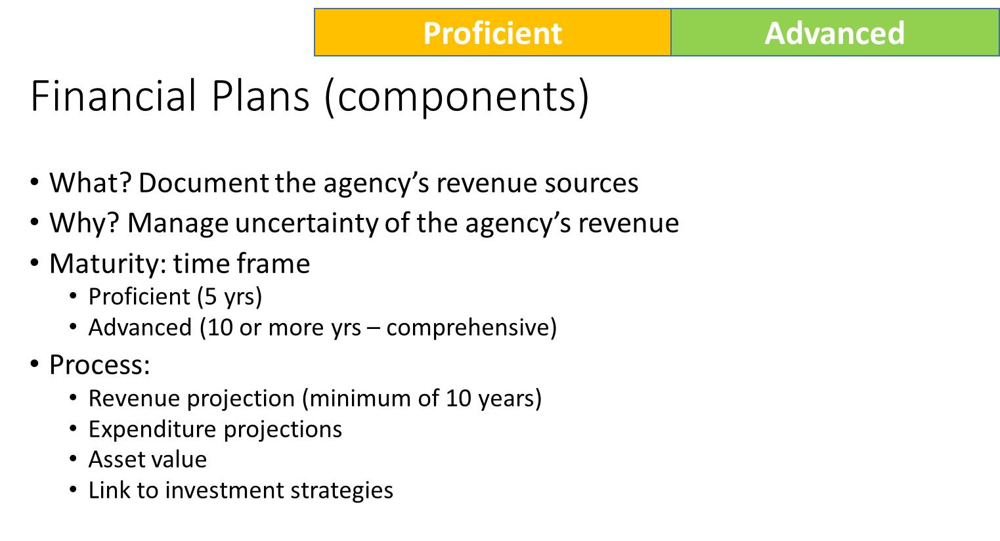 Proficient
Advanced
Financial Plans (components)
• What? Document the agency’s revenue sources
• Why? Manage uncertainty of the agency’s revenue
• Maturity: time frame
• Proficient (5 yrs)
• Advanced (10 or more yrs – comprehensive)
• Process:
• Revenue projection (minimum of 10 years)
• Expenditure projections
• Asset value
• Link to investment strategies